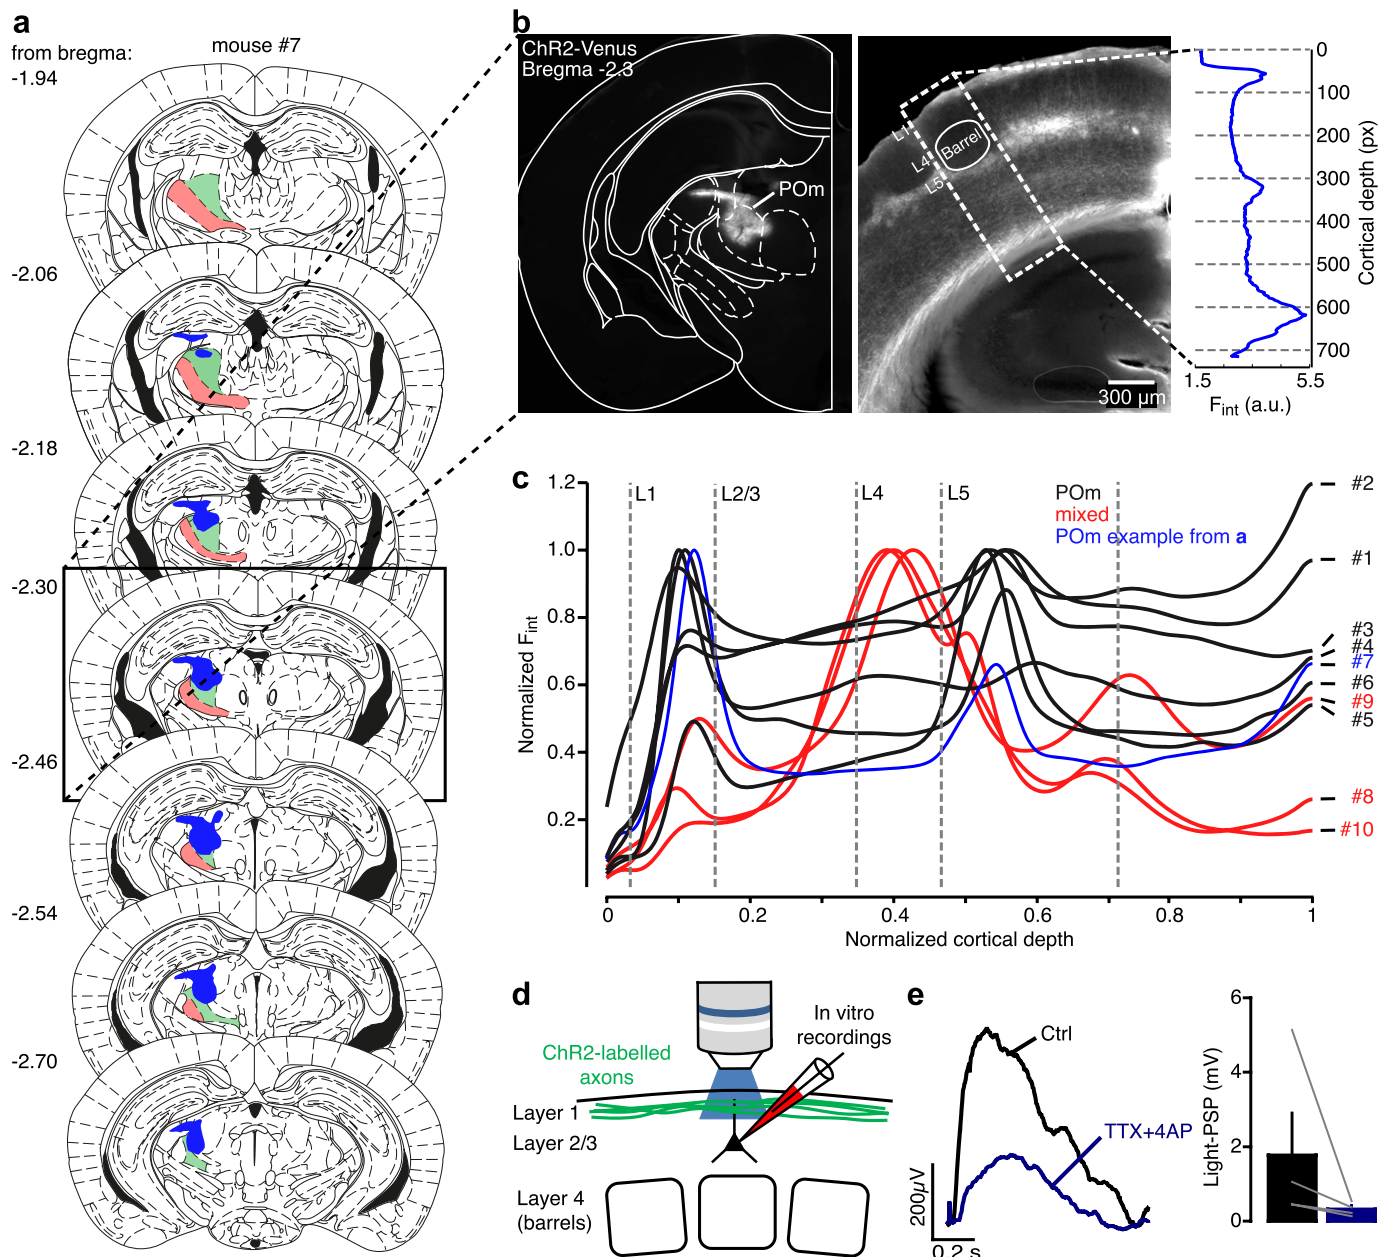 a
from bregma:
mouse #7
-1.94
-2.06
-2.18
-2.30
-2.46
-2.54
-2.70
b
ChR2-Venus
Bregma -2.3
POm
L1
L4
L5
Barrel
300 µm
0
100
200
300
400
500
600
700
Cortical depth (px)
1.5
5.5
Fint (a.u.)
c
1.2
1.0
0.8
0.6
0.4
0.2
Normalized Fint
L1
L2/3
L4
L5
POm
mixed
POm example from a
#2
#1
#3
#4
#7
#6
#9
#5
#8
#10
0
0.2
0.4
0.6
0.8
1
Normalized cortical depth
d
In vitro
recordings
ChR2-labelled
axons
Layer 1
Layer 2/3
Layer 4
(barrels)
e
Ctrl
TTX+4AP
200µV
0.2 s
6
4
2
0
Light-PSP (mV)